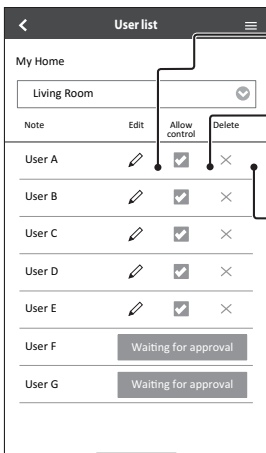 User list
My Home
Living Room
Note Edit Allow control Delete
User A
User B
User C
User D
User E
User F Waiting for approval
User G Waiting for approval